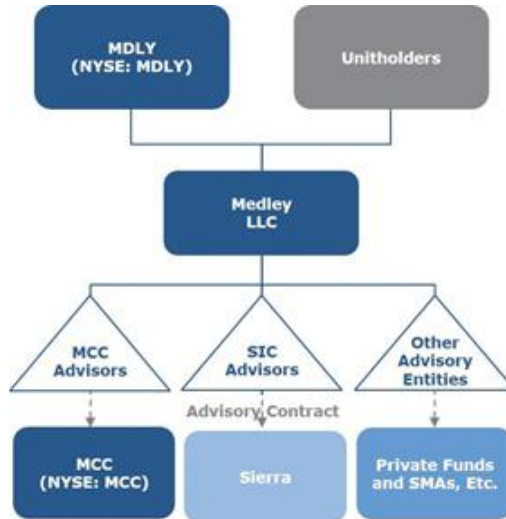 MDLY
(NYSE: MDLY)
Unitholders
Medley
LLC
MCC
Advisors
SIC
Advisors
Other
Advisory
Entities
Advisory Contract
MCC
(NYSE: MCC)
Sierra
Private Funds
and SMAs, Etc.